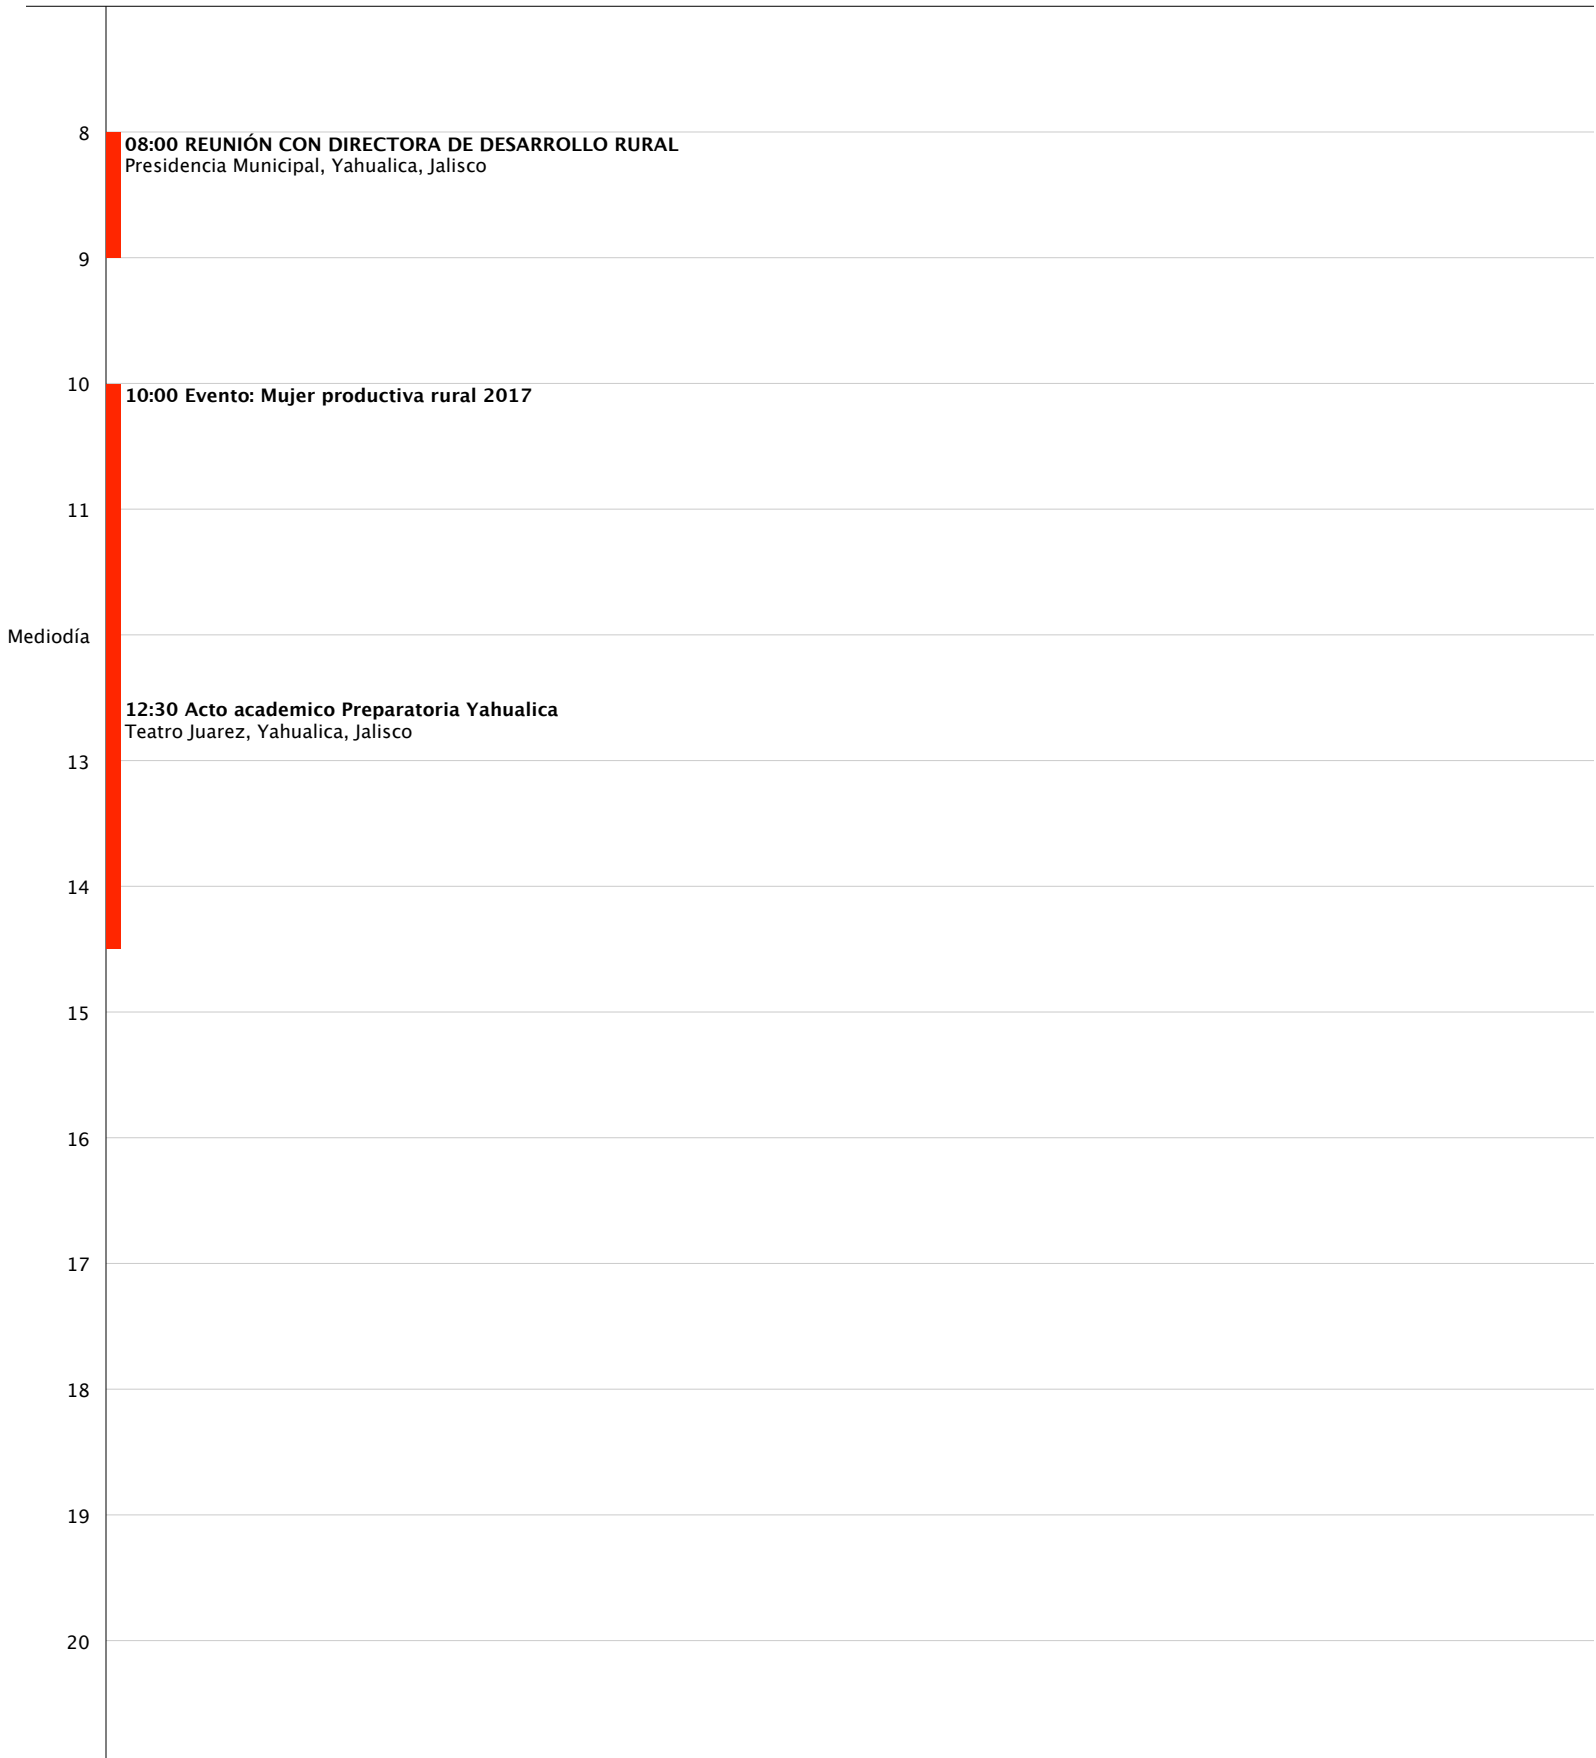 8
08:00 REUNIÓN CON DIRECTORA DE DESARROLLO RURAL
Presidencia Municipal, Yahualica, Jalisco
9
10
10:00 Evento: Mujer productiva rural 2017
11
Mediodía
12:30 Acto academico Preparatoria Yahualica
Teatro Juarez, Yahualica, Jalisco
13
14
15
16
17
18
19
20